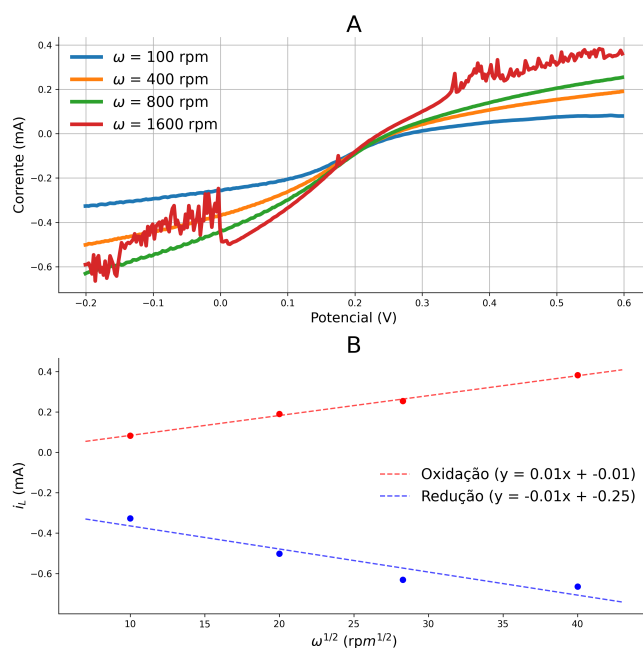 A
0.4
0.2
0.0
−0.2
−0.4
−0.6
Corrente (mA)
ω = 100 rpm
ω = 400 rpm
ω = 800 rpm
ω = 1600 rpm
−0.2 −0.1 0.0 0.1 0.2 0.3 0.4 0.5 0.6
Potencial (V)
B
0.4
0.2
0.0
−0.2
−0.4
−0.6
i_L (mA)
Oxidação (y = 0.01x + -0.01)
Redução (y = -0.01x + -0.25)
10 15 20 25 30 35 40
ω^{1/2} (rpm^{1/2})